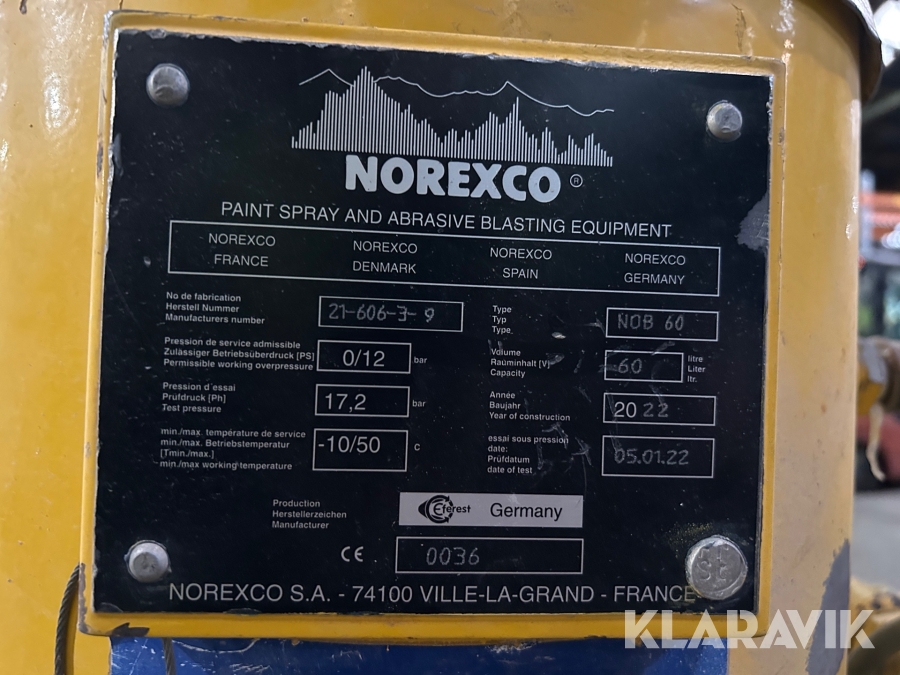 NOREXCO ®
PAINT SPRAY AND ABRASIVE BLASTING EQUIPMENT
NOREXCO FRANCE
NOREXCO DENMARK
NOREXCO SPAIN
NOREXCO GERMANY
No de fabrication
Herstell Nummer
Manufacturers number
21-606-3-9
Type
Typ
Type
NOB 60
Pression de service admissible
Zulässiger Betriebsüberdruck [PS]
Permissible working overpressure
0/12 bar
Volume
Rauminhalt [V]
Capacity
60
litre
Liter
ltr.
Pression d'essai
Prüfdruck [Ph]
Test pressure
17,2 bar
Année
Baujahr
Year of construction
2022
min./max. température de service
min./max. Betriebstemperatur
[Tmin./max.]
min./max working temperature
-10/50 c
essai sous pression
date:
Prüfdatum
date of test
05.01.22
Production
Herstellerzeichen
Manufacturer
Eferest Germany
CE 0036
NOREXCO S.A. - 74100 VILLE-LA-GRAND - FRANCE
KLARAVIK